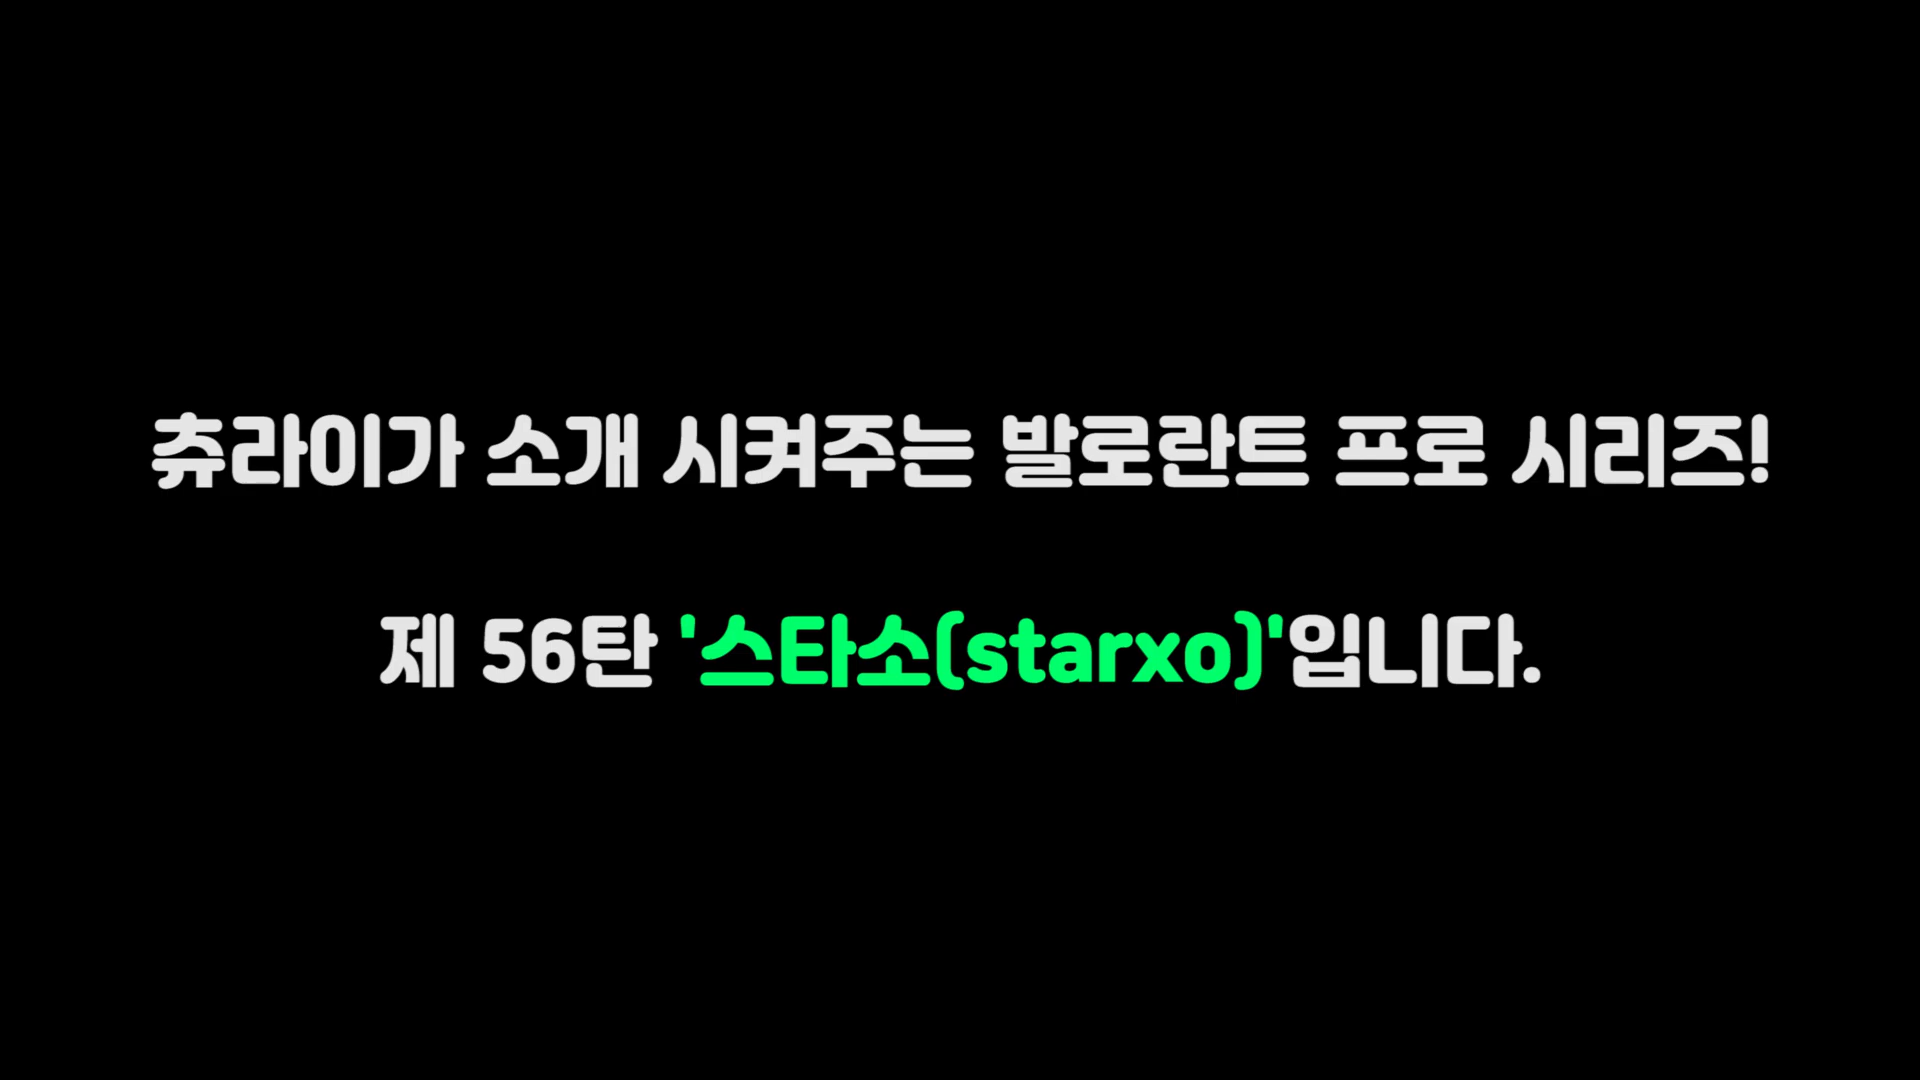 츄라이가 소개 시켜주는 발로란트 프로 시리즈!
제 56탄 '스타소(starxo)'입니다.